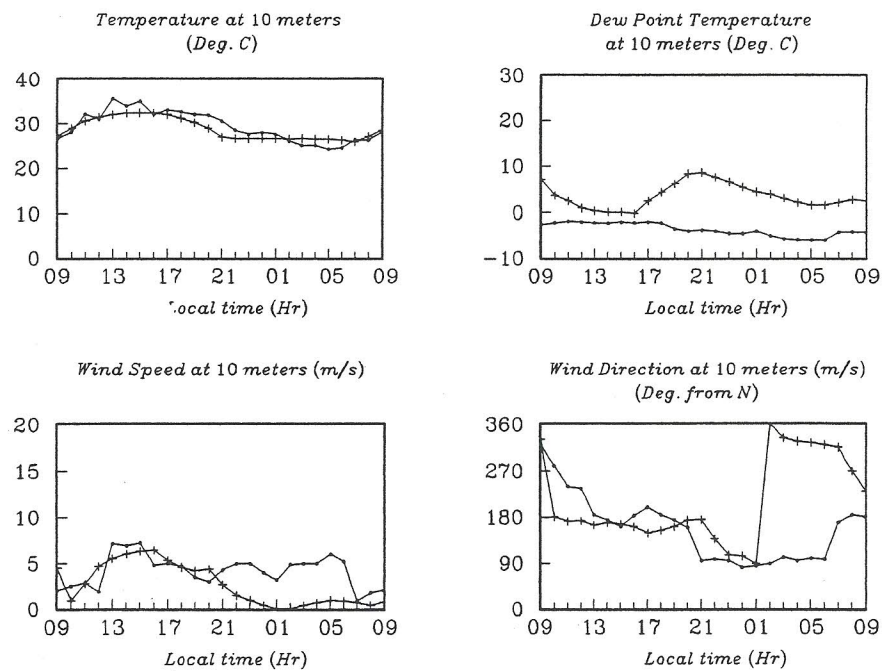 Temperature at 10 meters
(Deg. C)
40
30
20
10
0
09 13 17 21 01 05 09
Local time (Hr)
Dew Point Temperature
at 10 meters (Deg. C)
30
20
10
0
−10
09 13 17 21 01 05 09
Local time (Hr)
Wind Speed at 10 meters (m/s)
20
15
10
5
0
09 13 17 21 01 05 09
Local time (Hr)
Wind Direction at 10 meters (m/s)
(Deg. from N)
360
270
180
90
0
09 13 17 21 01 05 09
Local time (Hr)